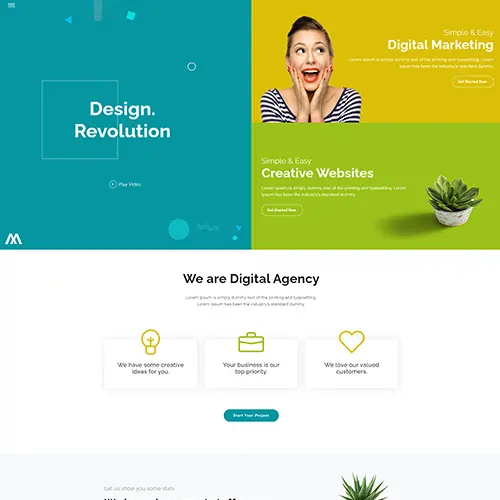 Design.
Revolution
Play Video
Simple & Easy
Digital Marketing
Lorem Ipsum is simply dummy text of the printing and typesetting
industry. Lorem Ipsum has been the industry's standard dummy text.
Get Started Now
Simple & Easy
Creative Websites
Lorem Ipsum is simply dummy text of the printing and typesetting
industry. Lorem Ipsum has been the industry's standard dummy text.
Get Started Now
We are Digital Agency
Lorem Ipsum is simply dummy text of the printing and typesetting
Lorem Ipsum has been the industry's standard dummy text.
We have some creative
ideas for you.
Your business is our
top priority.
We love our valued
customers.
Start Your Project
Let us show you some stats